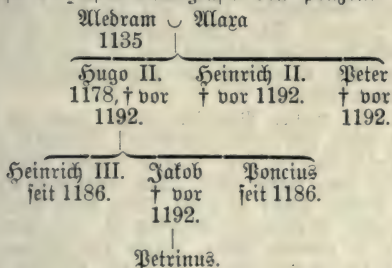 Aledram ◡ Alaxa
1135
Hugo II. Heinrich II. Peter
1178, † vor † vor 1192. † vor
1192. 1192.
Heinrich III. Jakob Poncius
seit 1186. † vor seit 1186.
1192.
Petrinus.